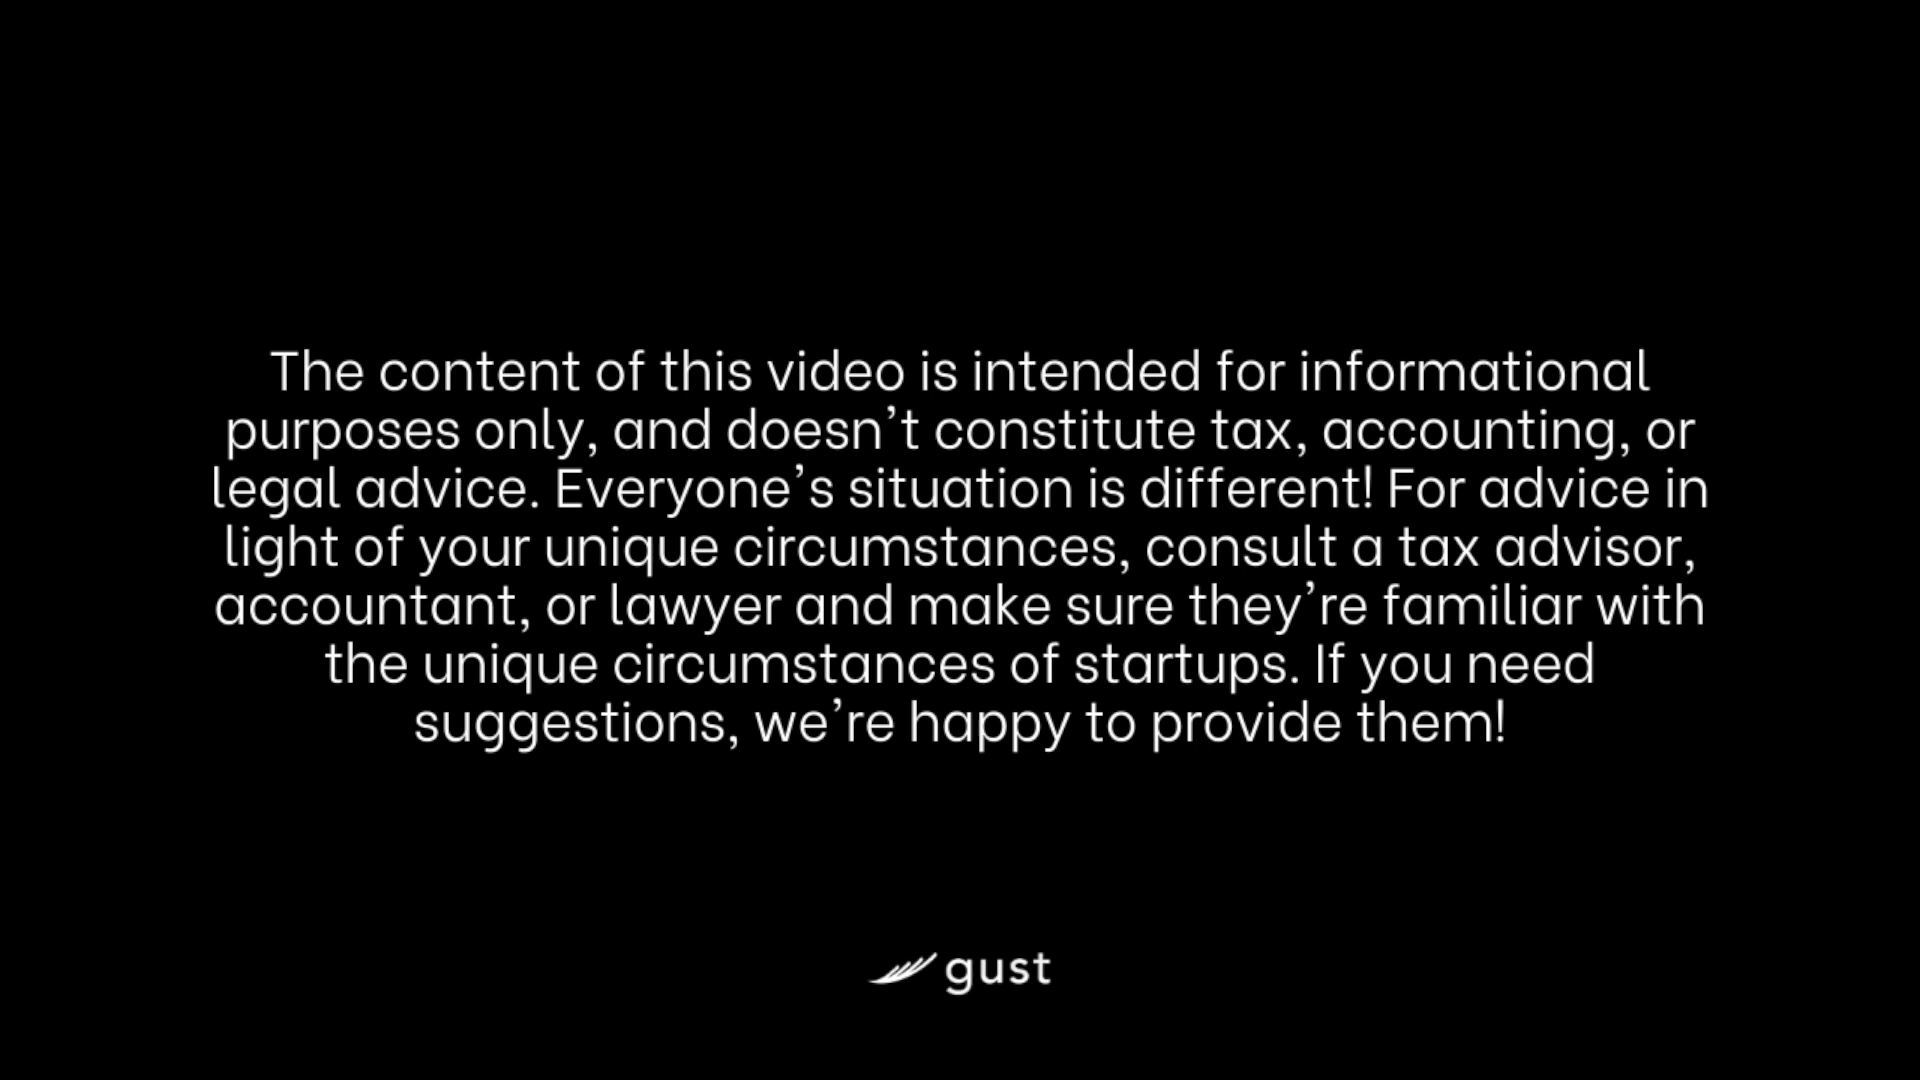 The content of this video is intended for informational
purposes only, and doesn’t constitute tax, accounting, or
legal advice. Everyone’s situation is different! For advice in
light of your unique circumstances, consult a tax advisor,
accountant, or lawyer and make sure they’re familiar with
the unique circumstances of startups. If you need
suggestions, we’re happy to provide them!
gust